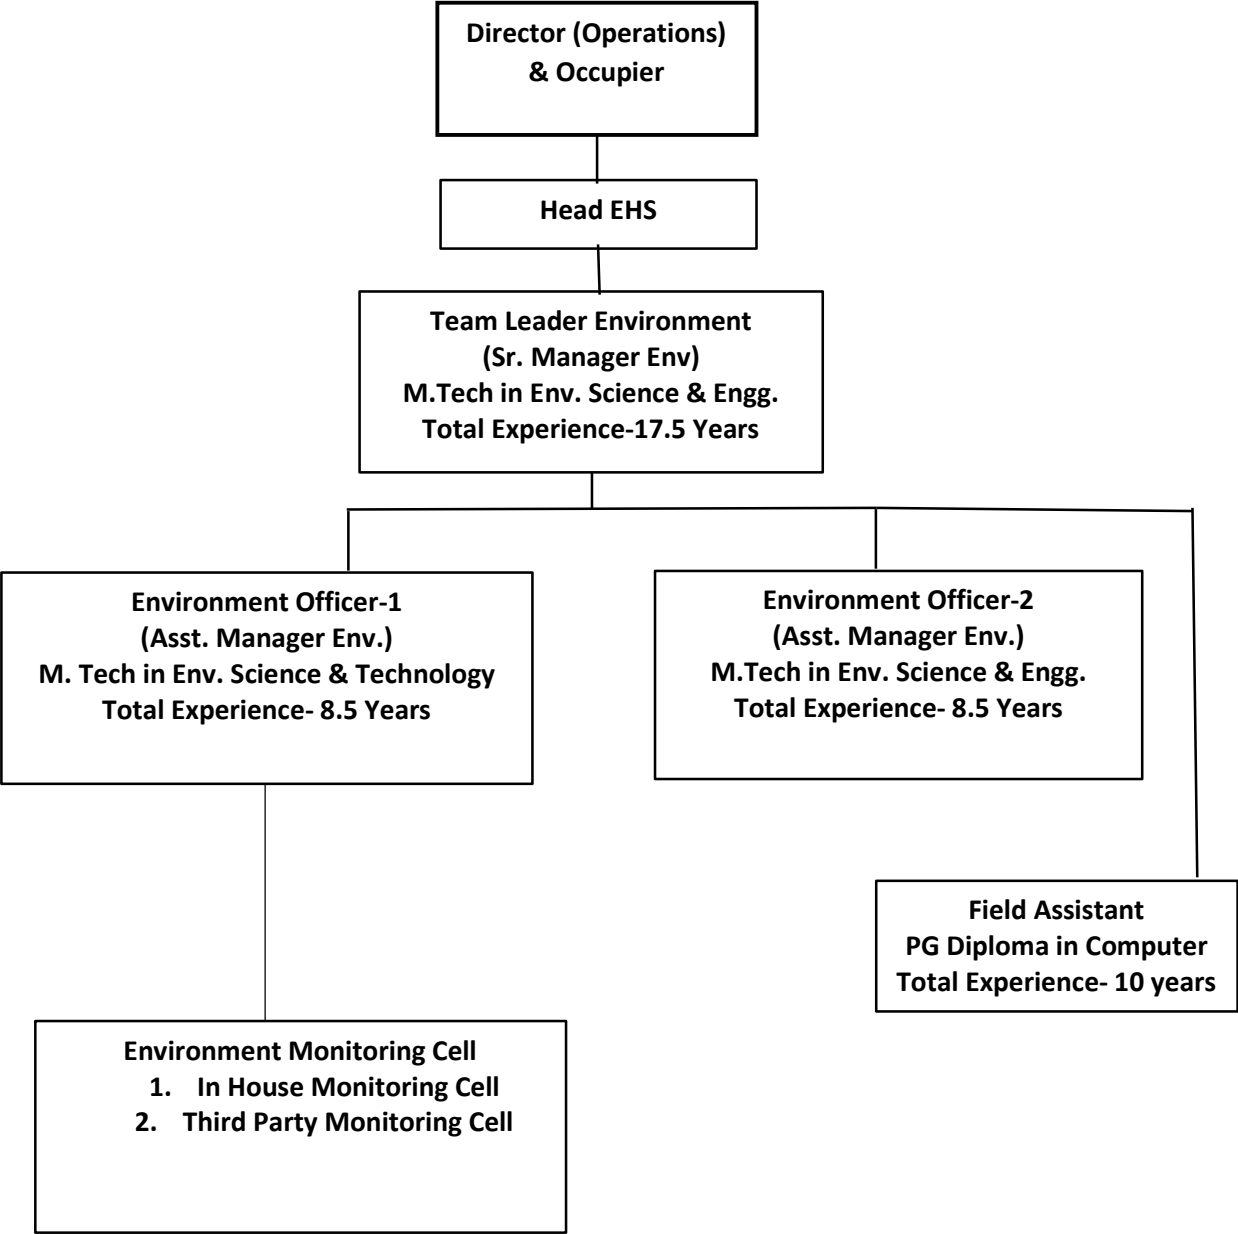 Director (Operations)
& Occupier
Head EHS
Team Leader Environment
(Sr. Manager Env)
M.Tech in Env. Science & Engg.
Total Experience-17.5 Years
Environment Officer-1
(Asst. Manager Env.)
M. Tech in Env. Science & Technology
Total Experience- 8.5 Years
Environment Officer-2
(Asst. Manager Env.)
M.Tech in Env. Science & Engg.
Total Experience- 8.5 Years
Field Assistant
PG Diploma in Computer
Total Experience- 10 years
Environment Monitoring Cell
1. In House Monitoring Cell
2. Third Party Monitoring Cell